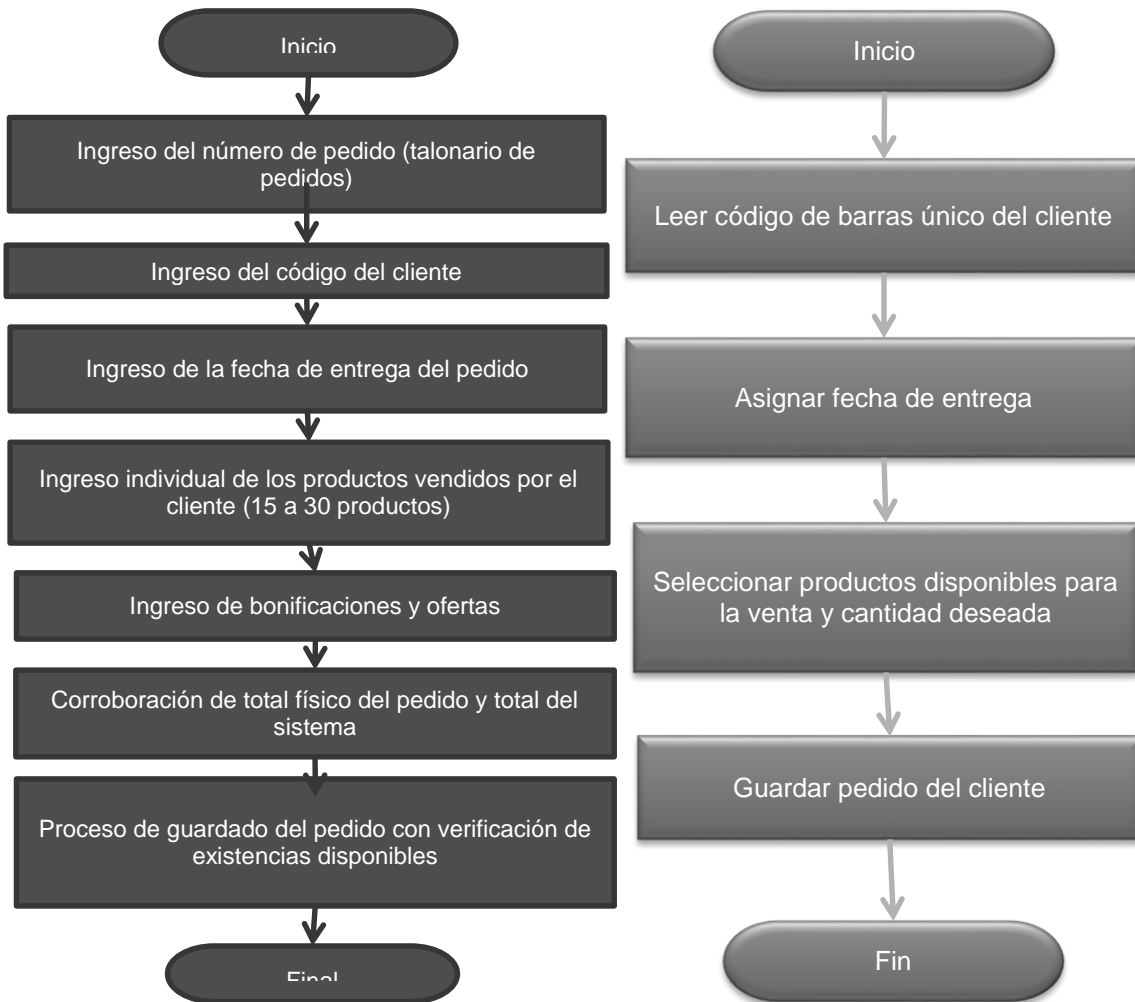 Inicio
Ingreso del número de pedido (talonario de
pedidos)
Ingreso del código del cliente
Ingreso de la fecha de entrega del pedido
Ingreso individual de los productos vendidos por el
cliente (15 a 30 productos)
Ingreso de bonificaciones y ofertas
Corroboración de total físico del pedido y total del
sistema
Proceso de guardado del pedido con verificación de
existencias disponibles
Final
Inicio
Leer código de barras único del cliente
Asignar fecha de entrega
Seleccionar productos disponibles para
la venta y cantidad deseada
Guardar pedido del cliente
Fin